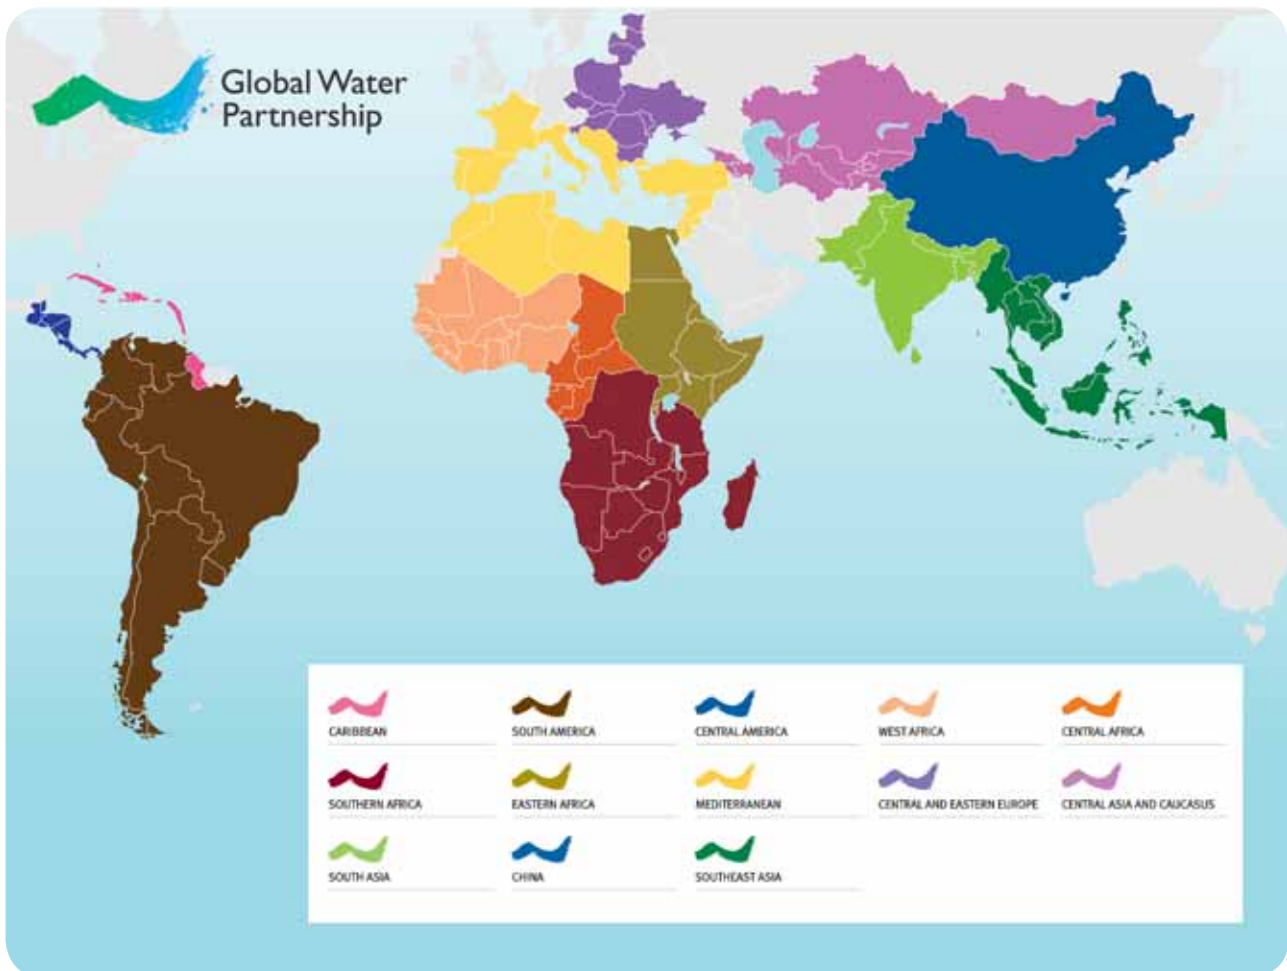 Global Water
Partnership
CARIBBEAN
SOUTH AMERICA
CENTRAL AMERICA
WEST AFRICA
CENTRAL AFRICA
SOUTHERN AFRICA
EASTERN AFRICA
MEDITERRANEAN
CENTRAL AND EASTERN EUROPE
CENTRAL ASIA AND CAUCASUS
SOUTH ASIA
CHINA
SOUTHEAST ASIA